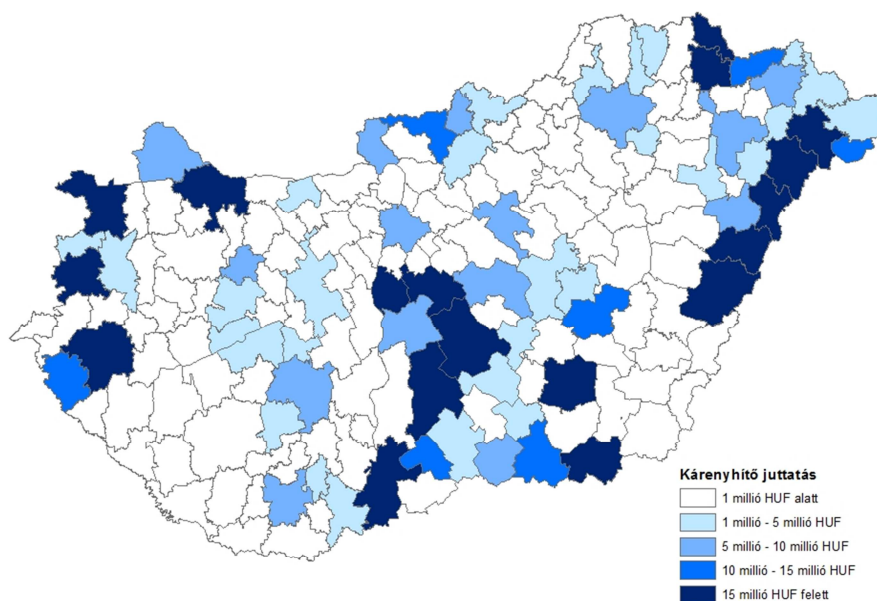 Kárenyhítő juttatás
1 millió HUF alatt
1 millió - 5 millió HUF
5 millió - 10 millió HUF
10 millió - 15 millió HUF
15 millió HUF felett